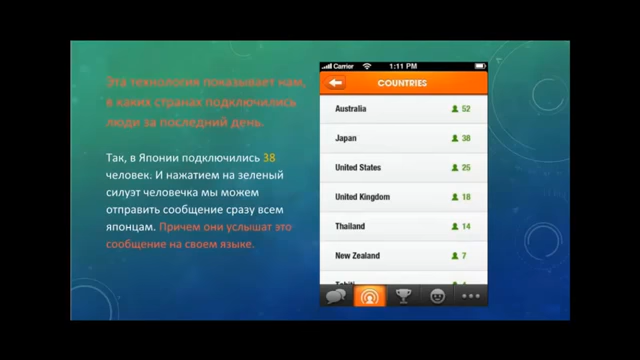 Эта технология показывает нам,
в каких странах подключились
люди за последний день.
Так, в Японии подключились 38
человек. И нажатием на зеленый
силуэт человечка мы можем
отправить сообщение сразу всем
японцам. Причем они услышат это
сообщение на своем языке.
Carrier 1:11 PM
COUNTRIES
Australia 52
Japan 38
United States 25
United Kingdom 18
Thailand 14
New Zealand 7
Tahiti